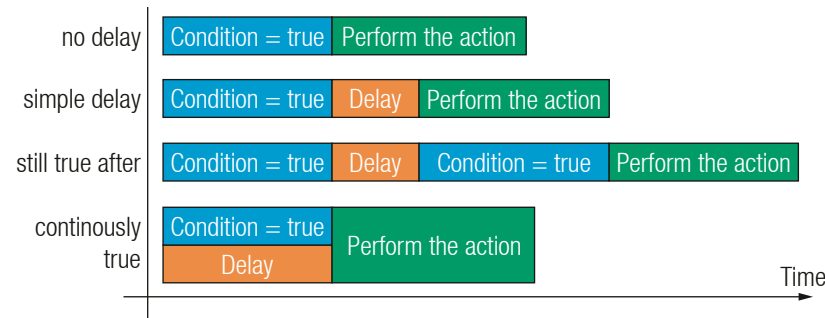 no delay Condition = true Perform the action
simple delay Condition = true Delay Perform the action
still true after Condition = true Delay Condition = true Perform the action
continously
true
Condition = true
Delay
Perform the action
Time